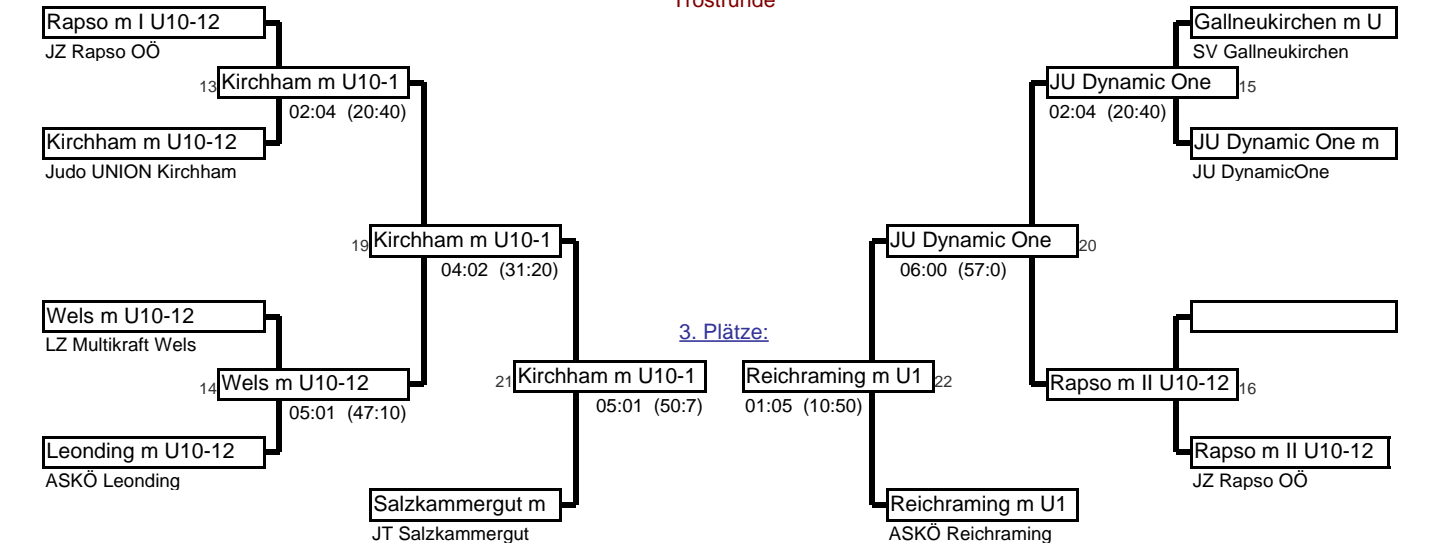 Trostrunde
Rapso m I U10-12
JZ Rapso OÖ
13 Kirchham m U10-1
02:04 (20:40)
Kirchham m U10-12
Judo UNION Kirchham
19 Kirchham m U10-1
04:02 (31:20)
Wels m U10-12
LZ Multikraft Wels
14 Wels m U10-12
05:01 (47:10)
Leonding m U10-12
ASKÖ Leonding
21 Kirchham m U10-1
05:01 (50:7)
Salzkammergut m
JT Salzkammergut
3. Plätze:
Gallneukirchen m U
SV Gallneukirchen
JU Dynamic One 15
02:04 (20:40)
JU Dynamic One m
JU DynamicOne
JU Dynamic One 20
06:00 (57:0)
Reichraming m U1 22
01:05 (10:50)
Rapso m II U10-12 16
Rapso m II U10-12
JZ Rapso OÖ
Reichraming m U1
ASKÖ Reichraming